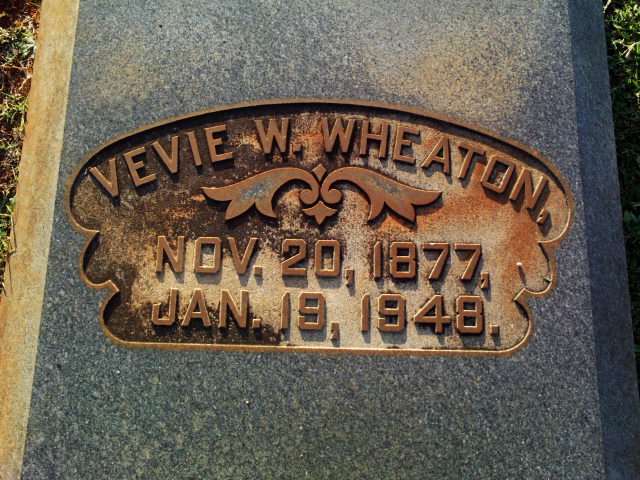 VEVIE W. WHEATON,
NOV. 20, 1877,
JAN. 19, 1948.